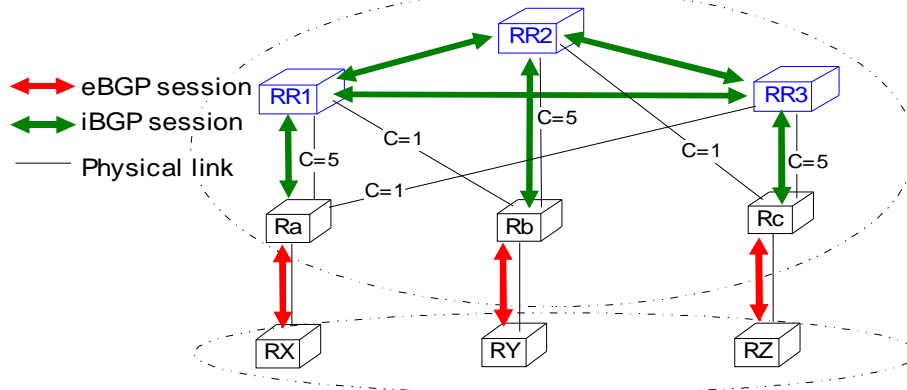 RR2
eBGP session
RR1
RR3
iBGP session
C=5
C=1
C=5
C=1
C=5
Physical link
C=1
Ra
Rb
Rc
RX
RY
RZ